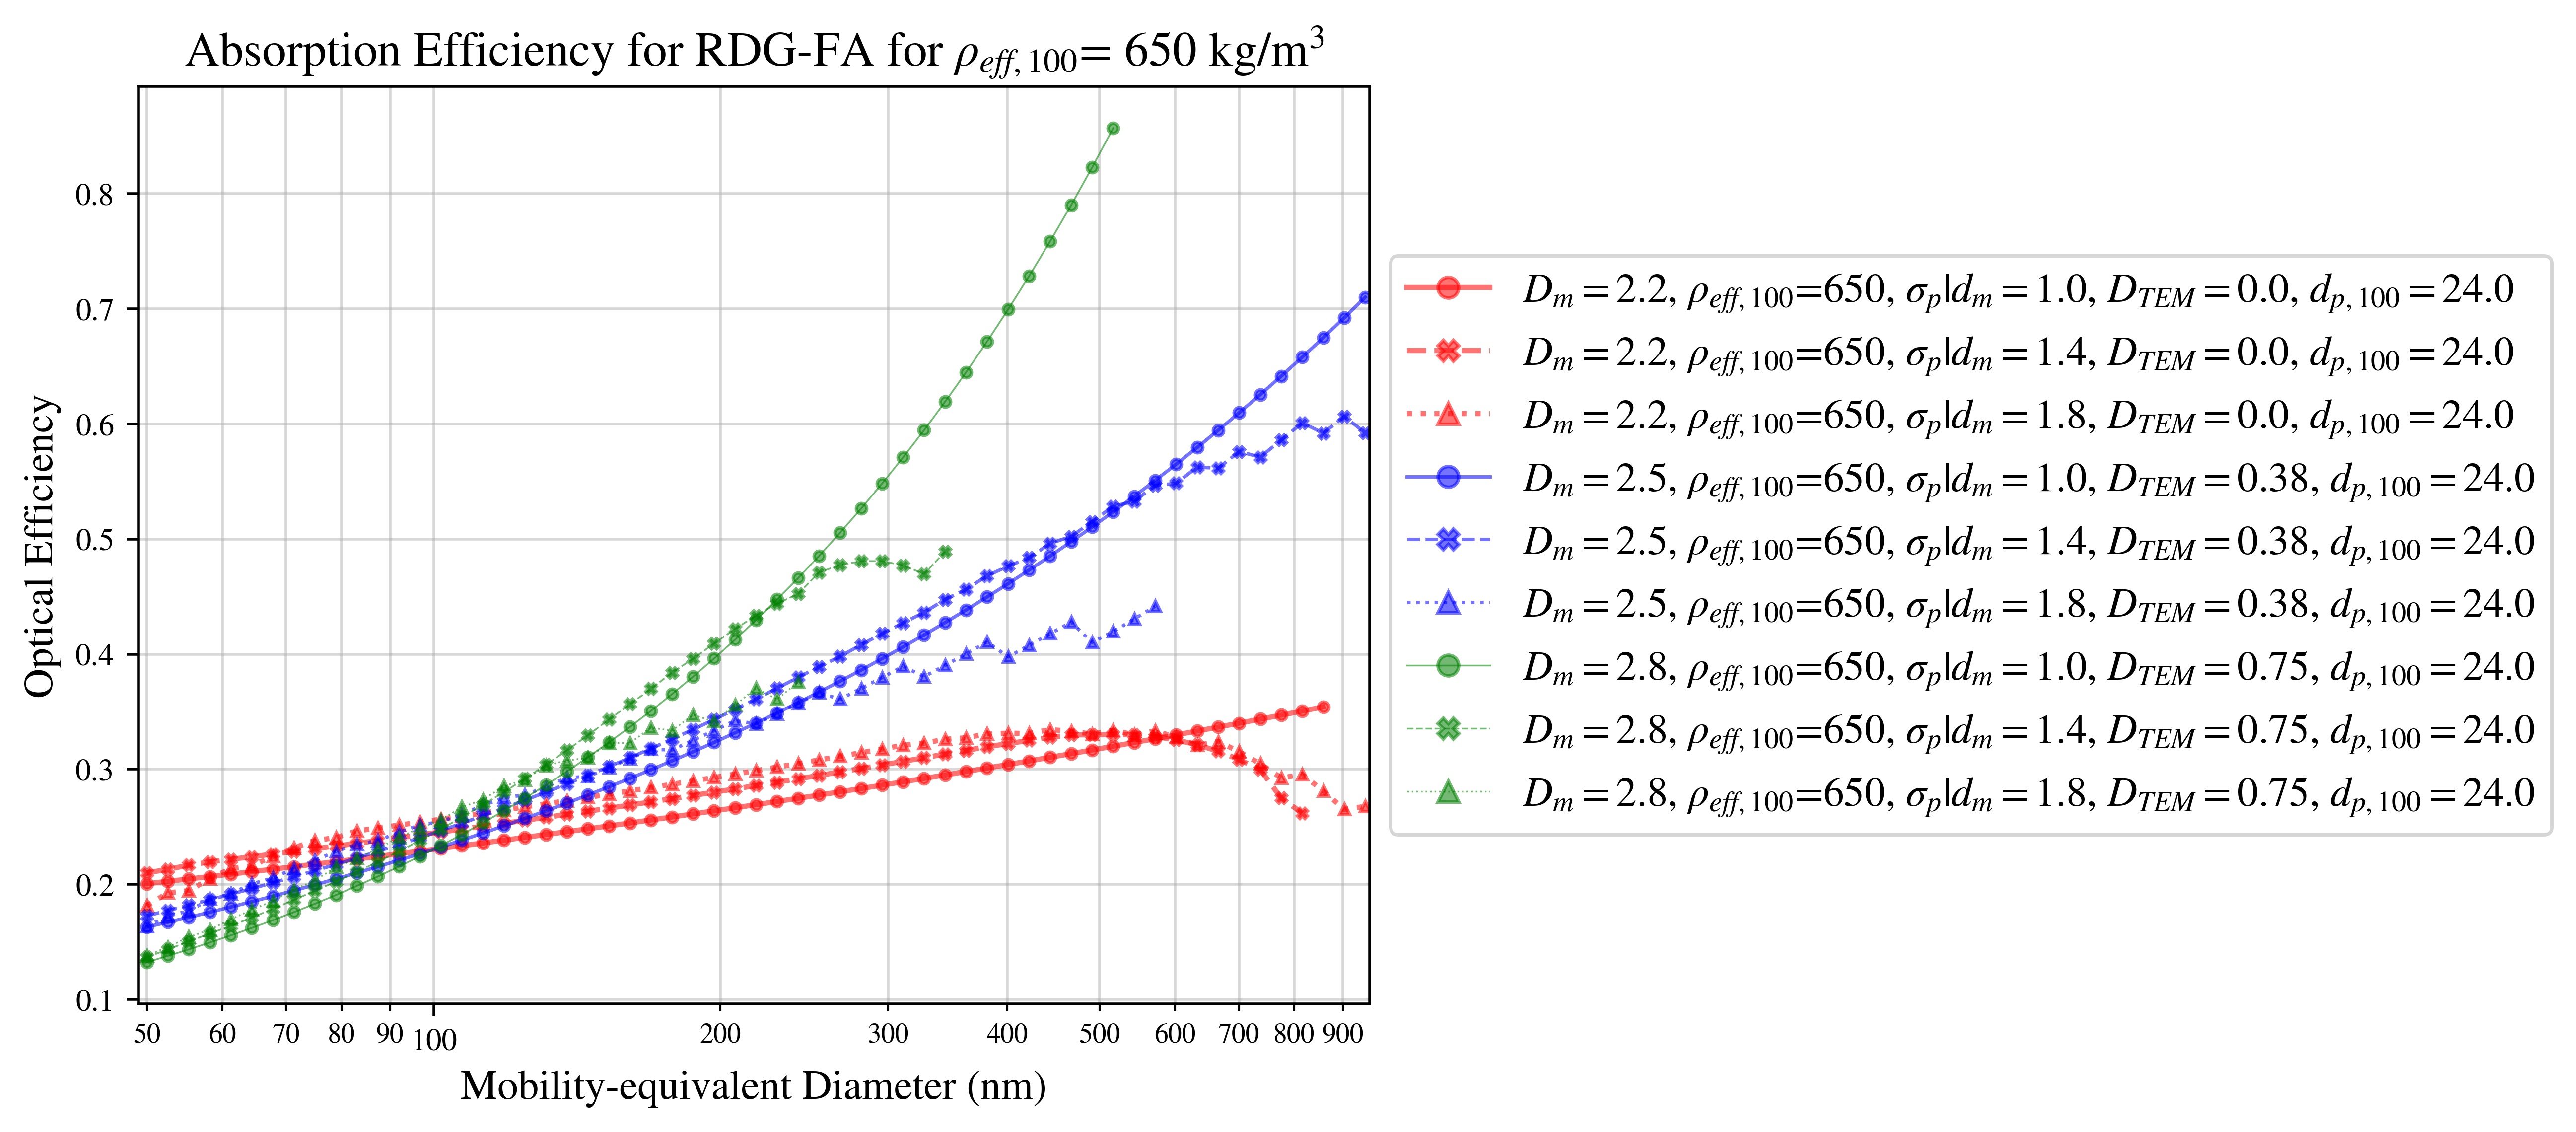 Absorption Efficiency for RDG-FA for ρeff,100= 650 kg/m³
Optical Efficiency
0.8
0.7
0.6
0.5
0.4
0.3
0.2
0.1
50 60 70 80 90 100 200 300 400 500 600 700 800 900
Mobility-equivalent Diameter (nm)
Dm = 2.2, ρeff,100=650, σp|dm = 1.0, DTEM = 0.0, dp,100 = 24.0
Dm = 2.2, ρeff,100=650, σp|dm = 1.4, DTEM = 0.0, dp,100 = 24.0
Dm = 2.2, ρeff,100=650, σp|dm = 1.8, DTEM = 0.0, dp,100 = 24.0
Dm = 2.5, ρeff,100=650, σp|dm = 1.0, DTEM = 0.38, dp,100 = 24.0
Dm = 2.5, ρeff,100=650, σp|dm = 1.4, DTEM = 0.38, dp,100 = 24.0
Dm = 2.5, ρeff,100=650, σp|dm = 1.8, DTEM = 0.38, dp,100 = 24.0
Dm = 2.8, ρeff,100=650, σp|dm = 1.0, DTEM = 0.75, dp,100 = 24.0
Dm = 2.8, ρeff,100=650, σp|dm = 1.4, DTEM = 0.75, dp,100 = 24.0
Dm = 2.8, ρeff,100=650, σp|dm = 1.8, DTEM = 0.75, dp,100 = 24.0